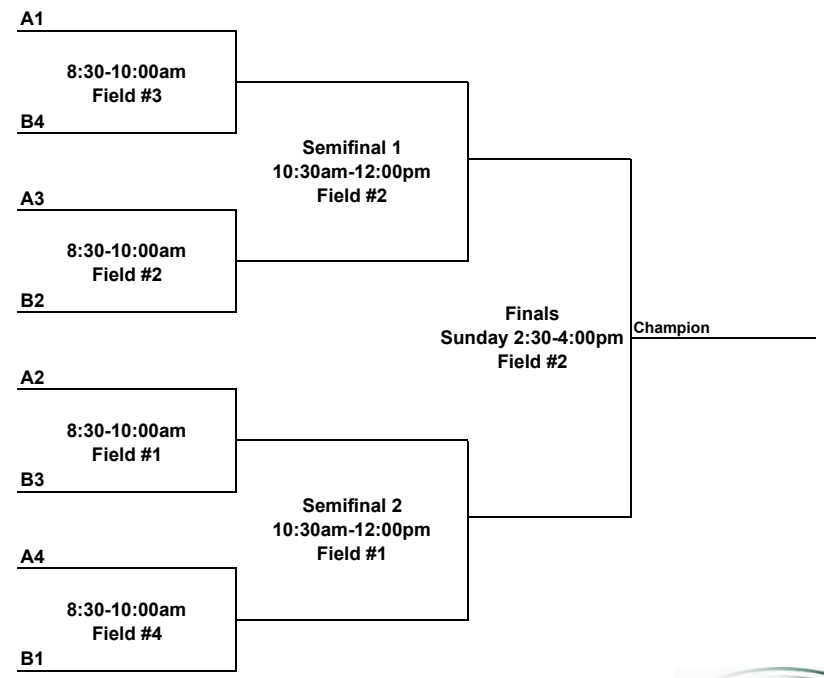 A1
8:30-10:00am
Field #3
B4
Semifinal 1
10:30am-12:00pm
Field #2
A3
8:30-10:00am
Field #2
B2
Finals
Sunday 2:30-4:00pm
Field #2
Champion
A2
8:30-10:00am
Field #1
B3
Semifinal 2
10:30am-12:00pm
Field #1
A4
8:30-10:00am
Field #4
B1